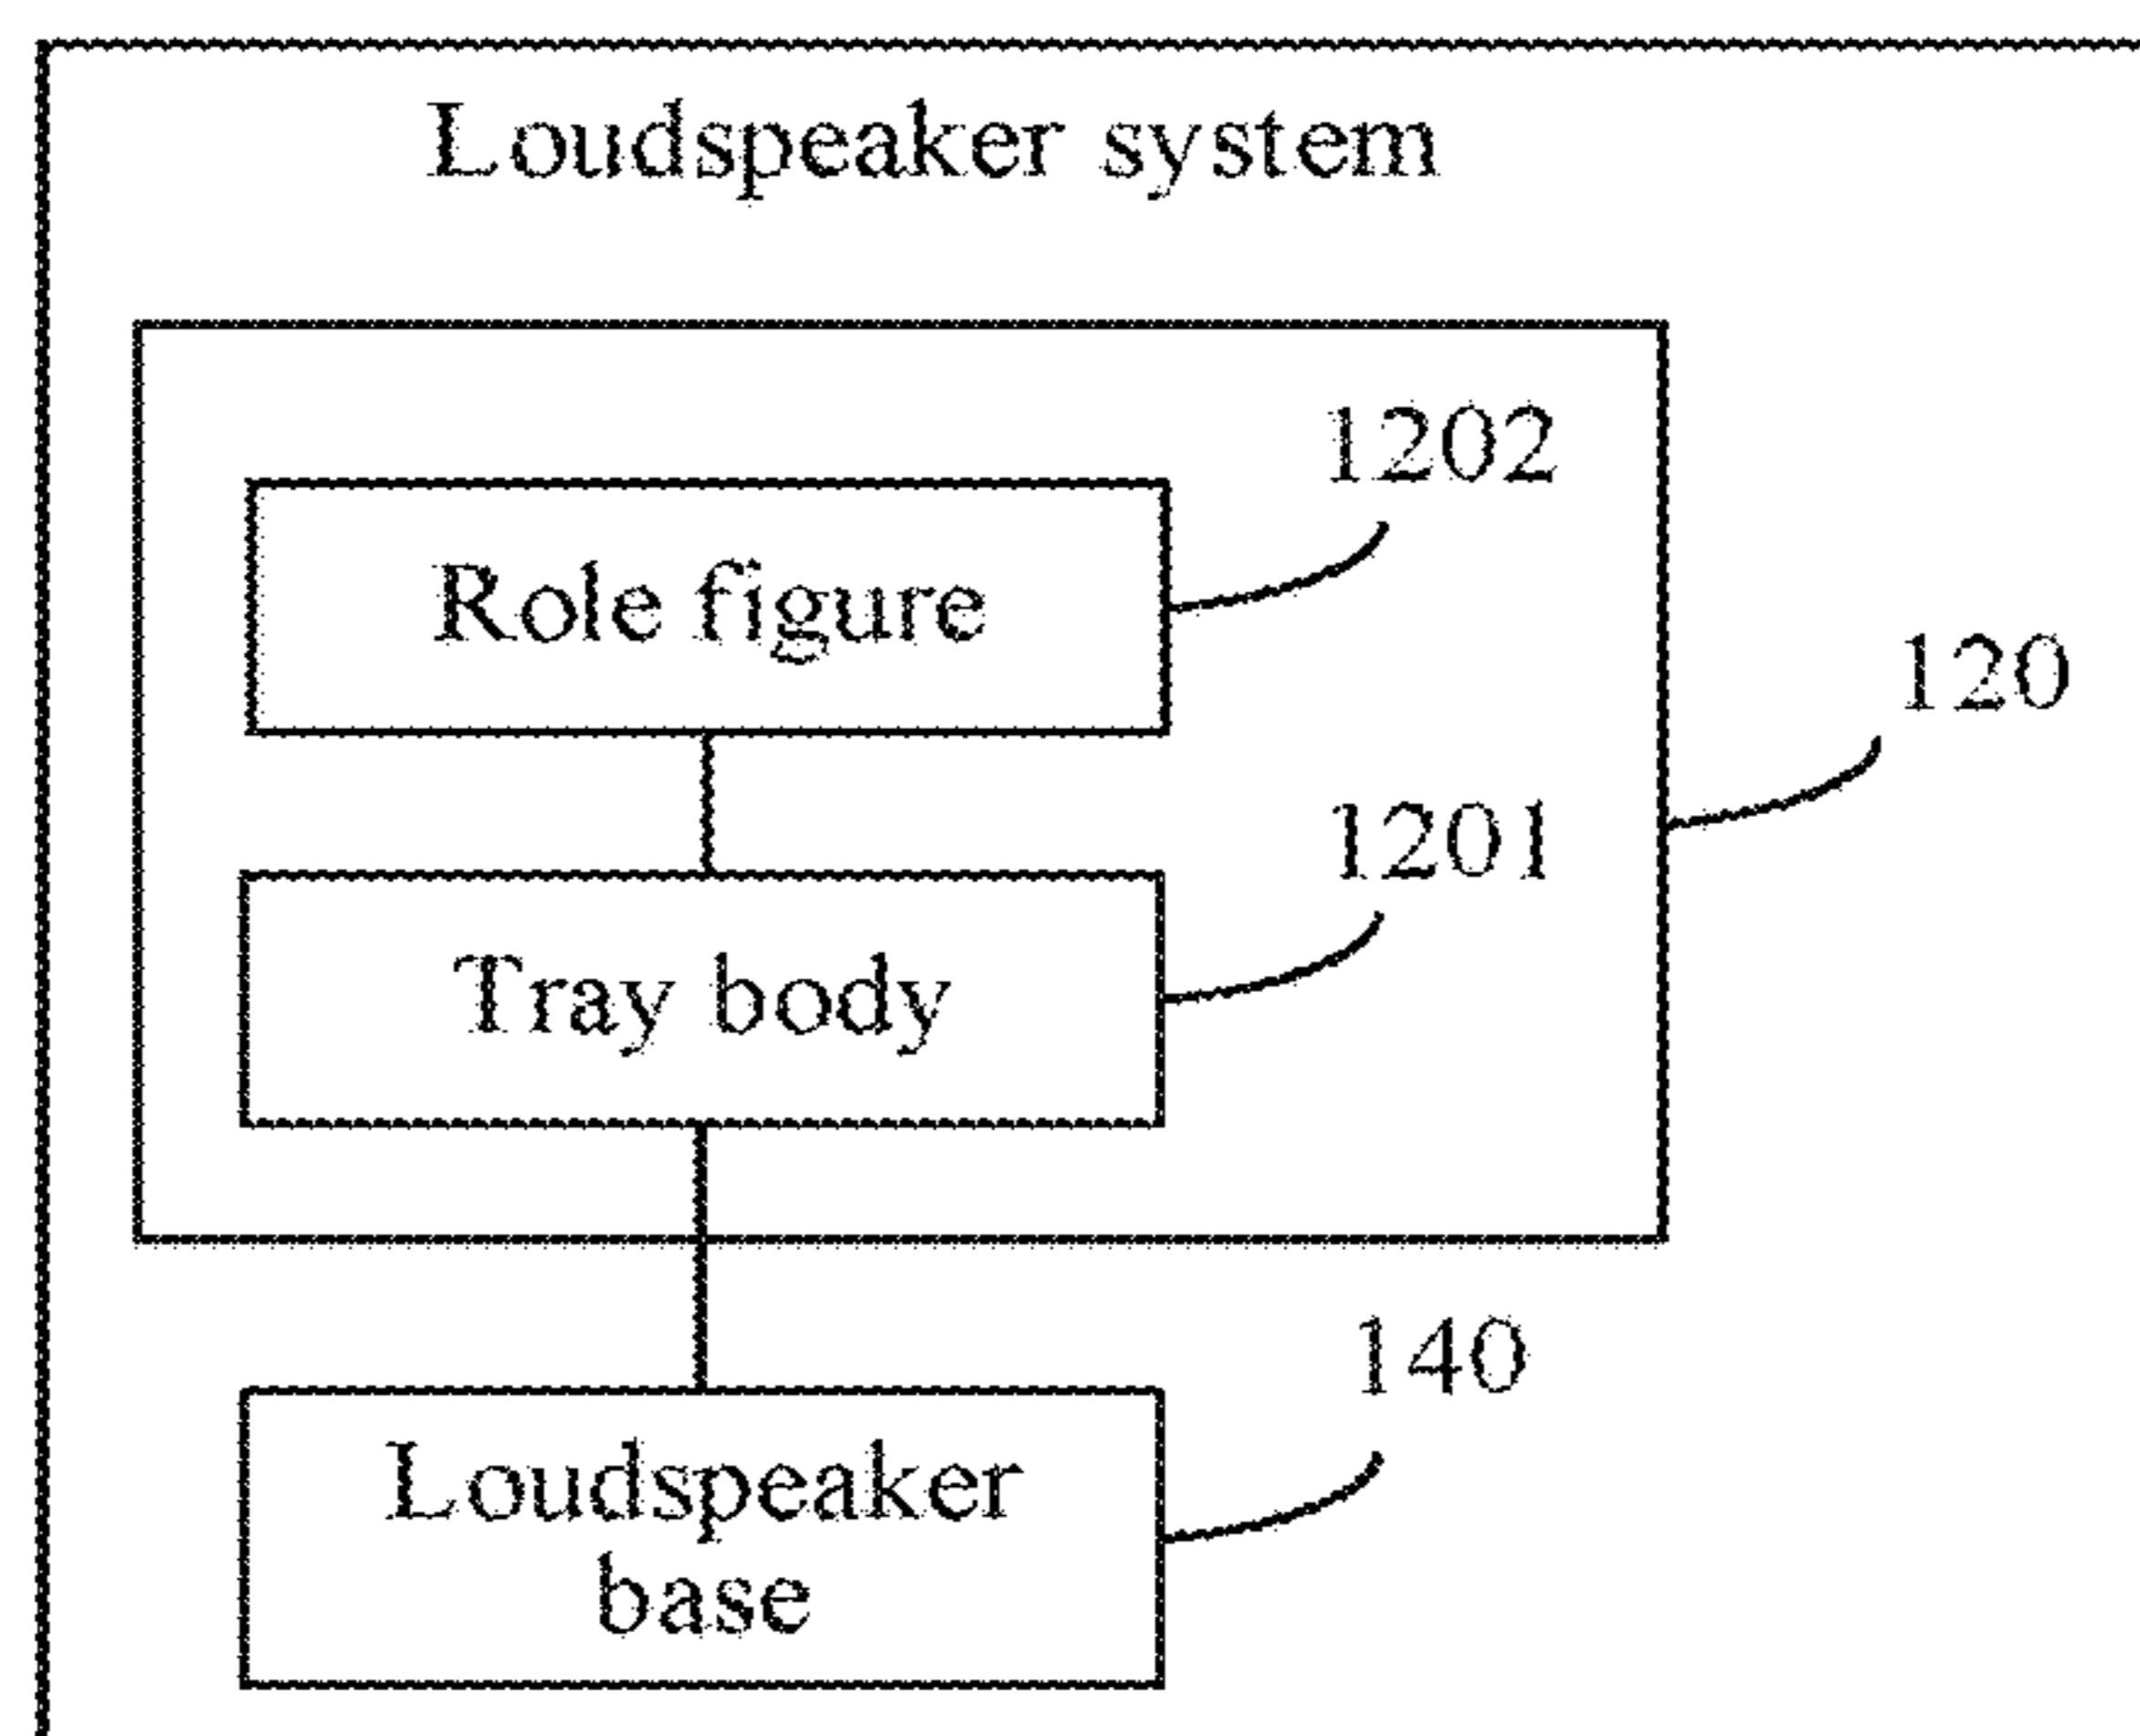 Loudspeaker system
1202
Role figure
120
1201
Tray body
140
Loudspeaker
base